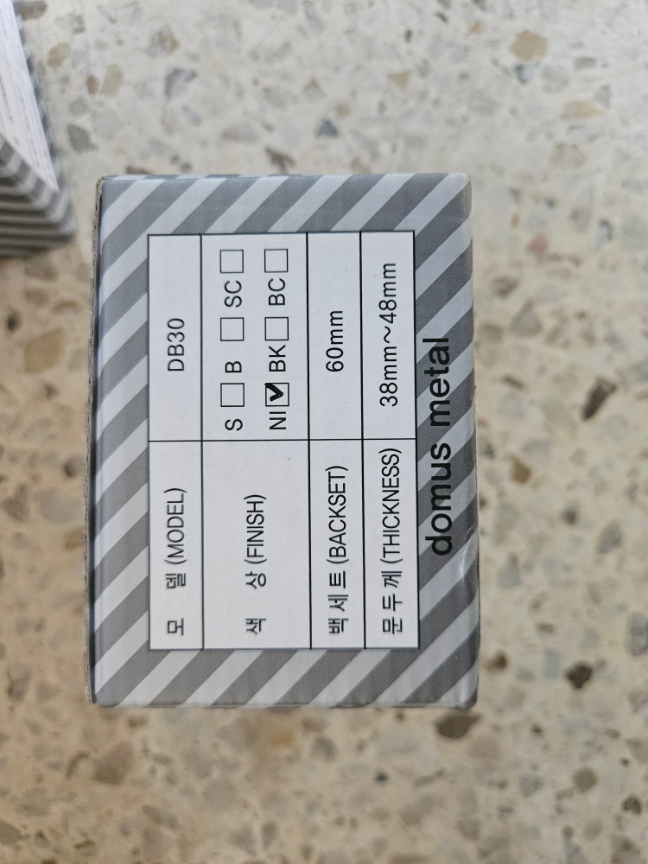 모 델 (MODEL) DB30
색 상 (FINISH) S □ B □ SC □
NI ☑ BK □ BC □
백 세 트 (BACKSET) 60mm
문 두 께 (THICKNESS) 38mm~48mm
domus metal